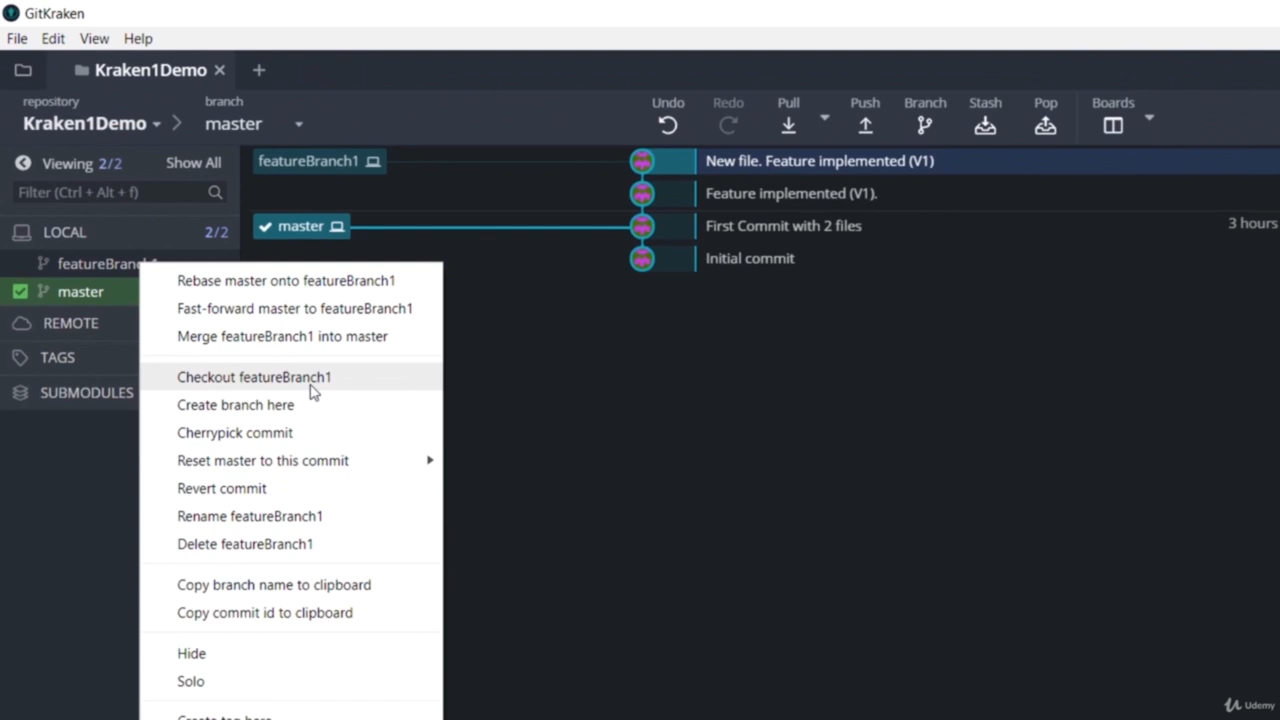 GitKraken
File Edit View Help
Kraken1Demo
repository branch
Kraken1Demo master
Undo Redo Pull Push Branch Stash Pop Boards
Viewing 2/2 Show All
Filter (Ctrl + Alt + f)
LOCAL 2/2
master
REMOTE
TAGS
SUBMODULES
featureBranch1 New file. Feature implemented (V1)
Feature implemented (V1).
master First Commit with 2 files 3 hours
Initial commit
Rebase master onto featureBranch1
Fast-forward master to featureBranch1
Merge featureBranch1 into master
Checkout featureBranch1
Create branch here
Cherrypick commit
Reset master to this commit
Revert commit
Rename featureBranch1
Delete featureBranch1
Copy branch name to clipboard
Copy commit id to clipboard
Hide
Solo
Udemy